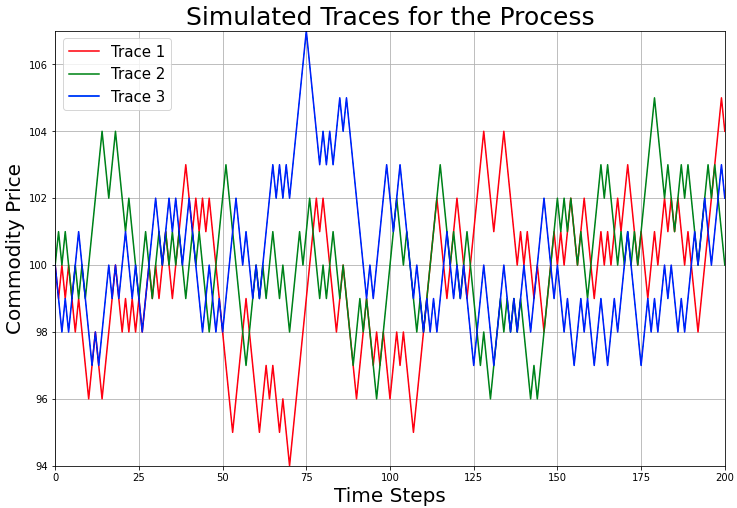 Simulated Traces for the Process
Trace 1
Trace 2
Trace 3
Commodity Price
106
104
102
100
98
96
94
0 25 50 75 100 125 150 175 200
Time Steps